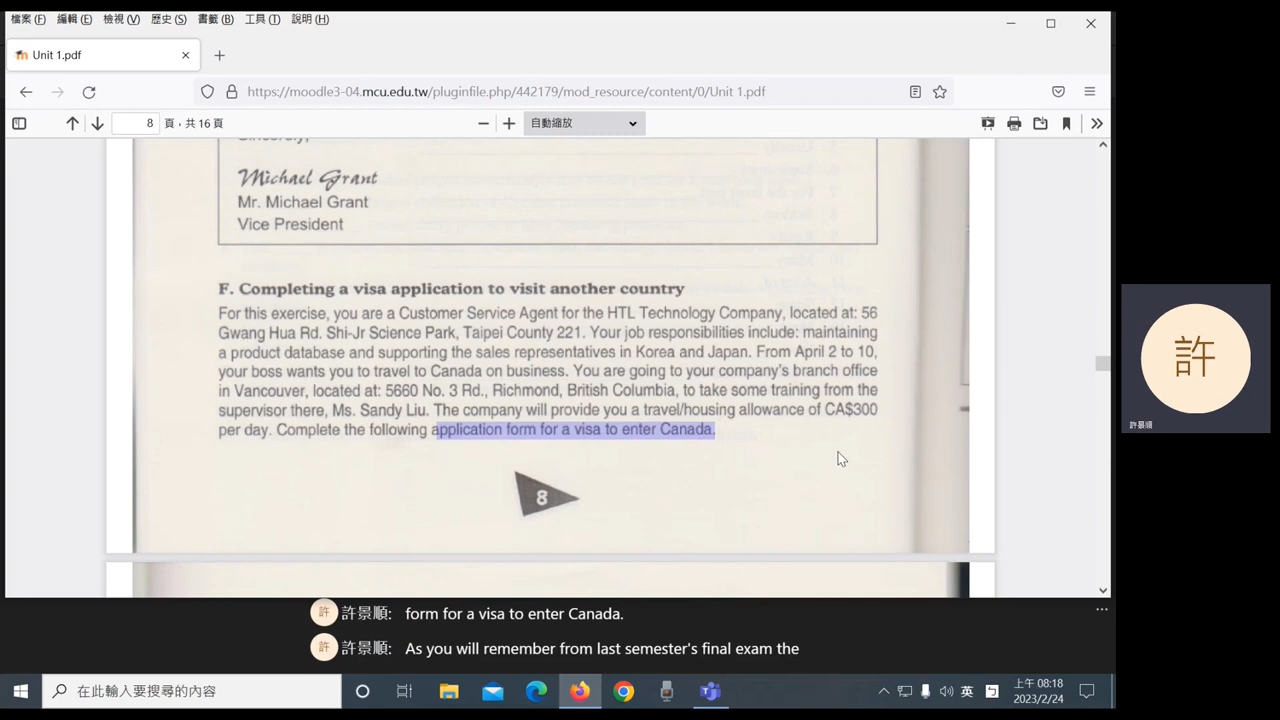 檔案(F) 編輯(E) 檢視(V) 歷史(S) 書籤(B) 工具(T) 說明(H)
Unit 1.pdf
https://moodle3-04.mcu.edu.tw/pluginfile.php/442179/mod_resource/content/0/Unit 1.pdf
8 頁，共 16 頁
自動縮放
Sincerely,
Michael Grant
Mr. Michael Grant
Vice President
F. Completing a visa application to visit another country
For this exercise, you are a Customer Service Agent for the HTL Technology Company, located at: 56
Gwang Hua Rd. Shi-Jr Science Park, Taipei County 221. Your job responsibilities include: maintaining
a product database and supporting the sales representatives in Korea and Japan. From April 2 to 10,
your boss wants you to travel to Canada on business. You are going to your company's branch office
in Vancouver, located at: 5660 No. 3 Rd., Richmond, British Columbia, to take some training from the
supervisor there, Ms. Sandy Liu. The company will provide you a travel/housing allowance of CA$300
per day. Complete the following application form for a visa to enter Canada.
8
許
許景順
許 許景順: form for a visa to enter Canada.
許 許景順: As you will remember from last semester's final exam the
在此輸入要搜尋的內容
英
上午 08:18
2023/2/24